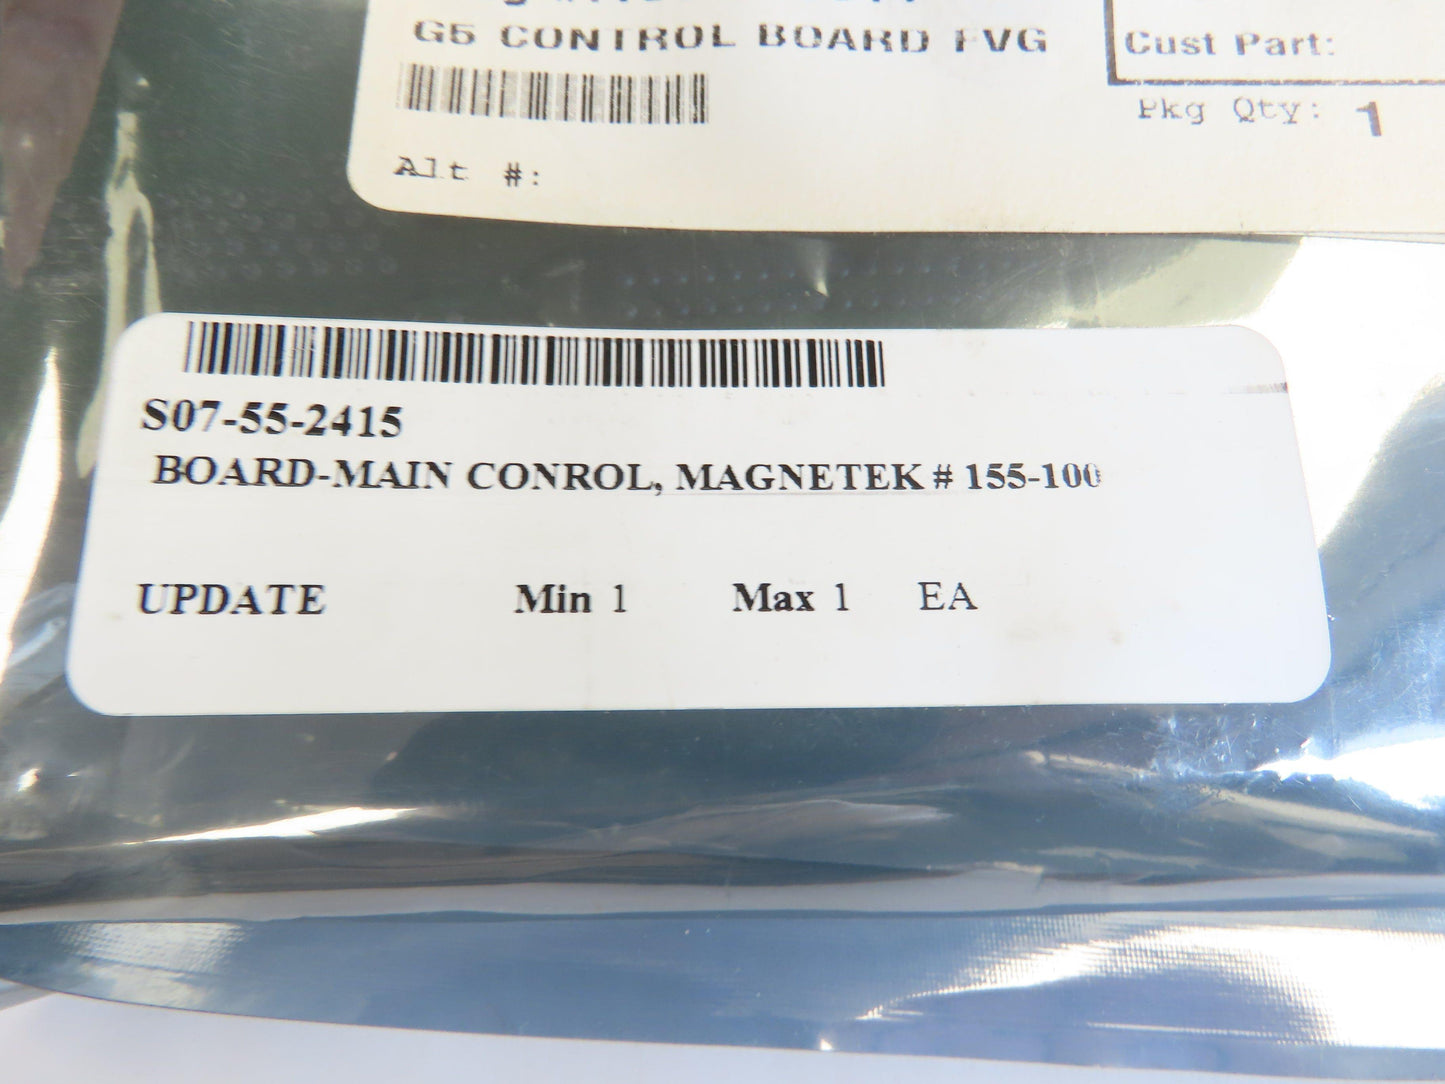 G5 CONTROL BOARD FVG
Cust Part:
Pkg Qty: 1
Alt #:
S07-55-2415
BOARD-MAIN CONROL, MAGNETEK # 155-100
UPDATE Min 1 Max 1 EA